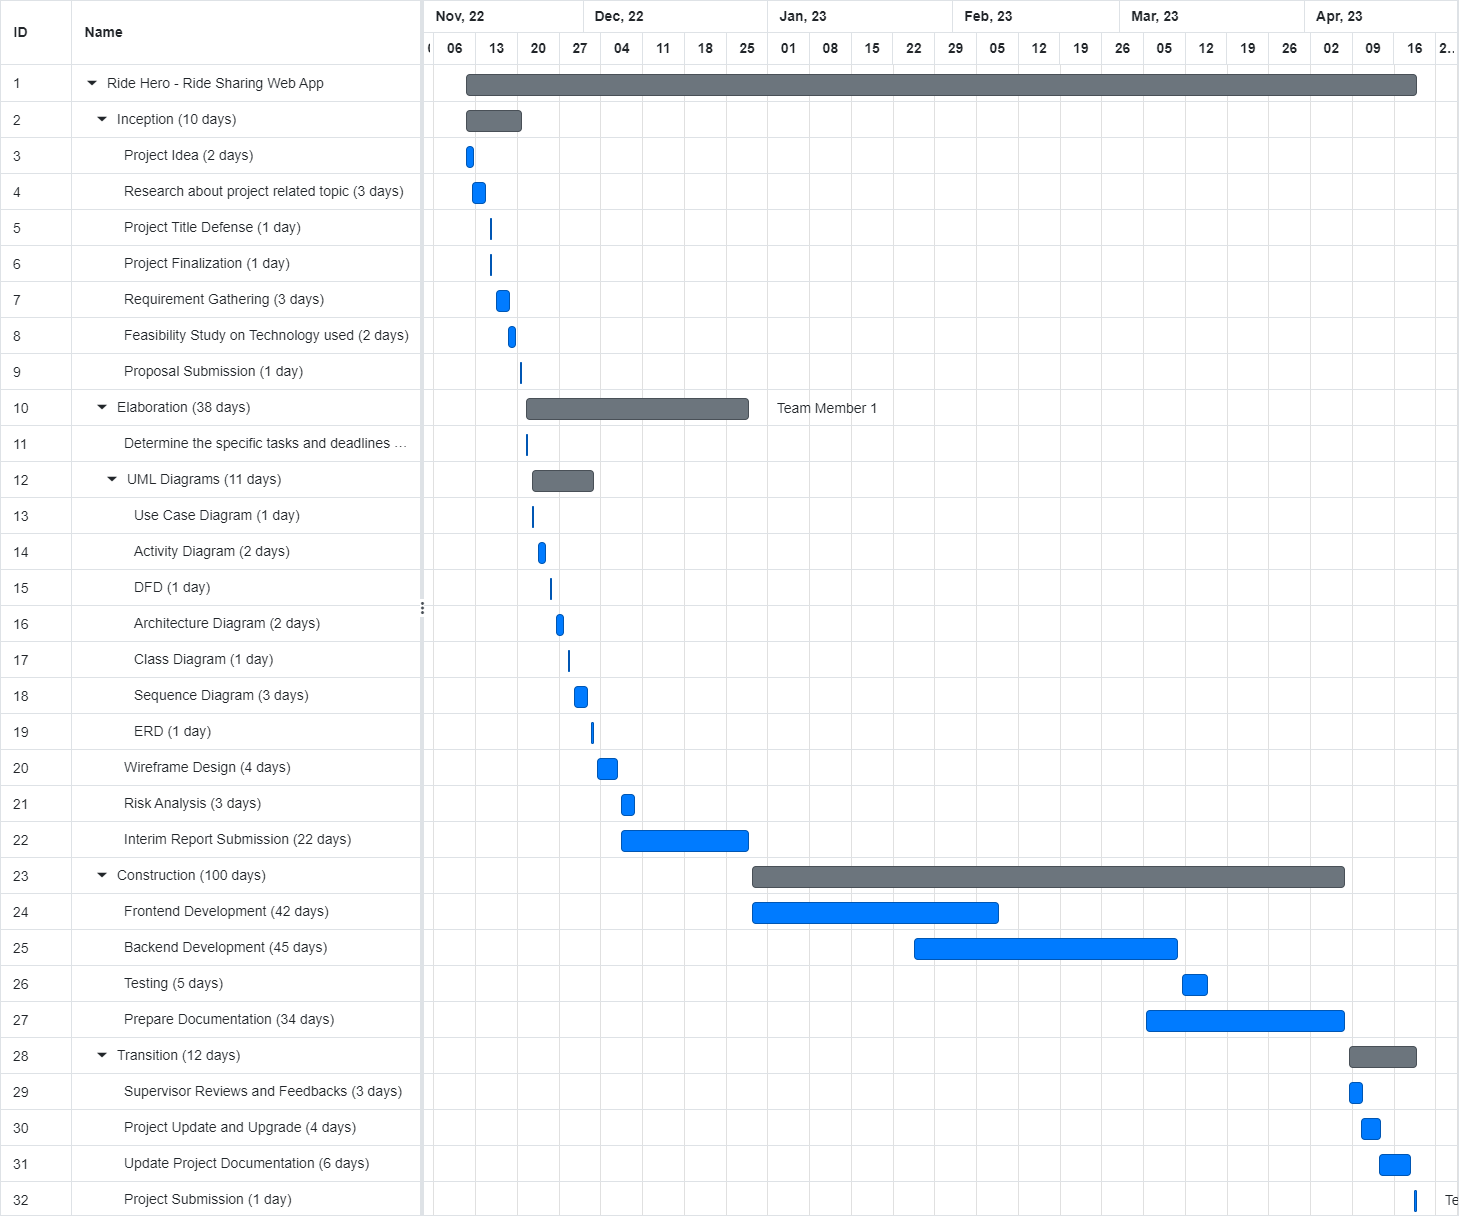 ID Name Nov, 22 Dec, 22 Jan, 23 Feb, 23 Mar, 23 Apr, 23
06 13 20 27 04 11 18 25 01 08 15 22 29 05 12 19 26 05 12 19 26 02 09 16 2...
1 Ride Hero - Ride Sharing Web App
2 Inception (10 days)
3 Project Idea (2 days)
4 Research about project related topic (3 days)
5 Project Title Defense (1 day)
6 Project Finalization (1 day)
7 Requirement Gathering (3 days)
8 Feasibility Study on Technology used (2 days)
9 Proposal Submission (1 day)
10 Elaboration (38 days) Team Member 1
11 Determine the specific tasks and deadlines ...
12 UML Diagrams (11 days)
13 Use Case Diagram (1 day)
14 Activity Diagram (2 days)
15 DFD (1 day)
16 Architecture Diagram (2 days)
17 Class Diagram (1 day)
18 Sequence Diagram (3 days)
19 ERD (1 day)
20 Wireframe Design (4 days)
21 Risk Analysis (3 days)
22 Interim Report Submission (22 days)
23 Construction (100 days)
24 Frontend Development (42 days)
25 Backend Development (45 days)
26 Testing (5 days)
27 Prepare Documentation (34 days)
28 Transition (12 days)
29 Supervisor Reviews and Feedbacks (3 days)
30 Project Update and Upgrade (4 days)
31 Update Project Documentation (6 days)
32 Project Submission (1 day) Te